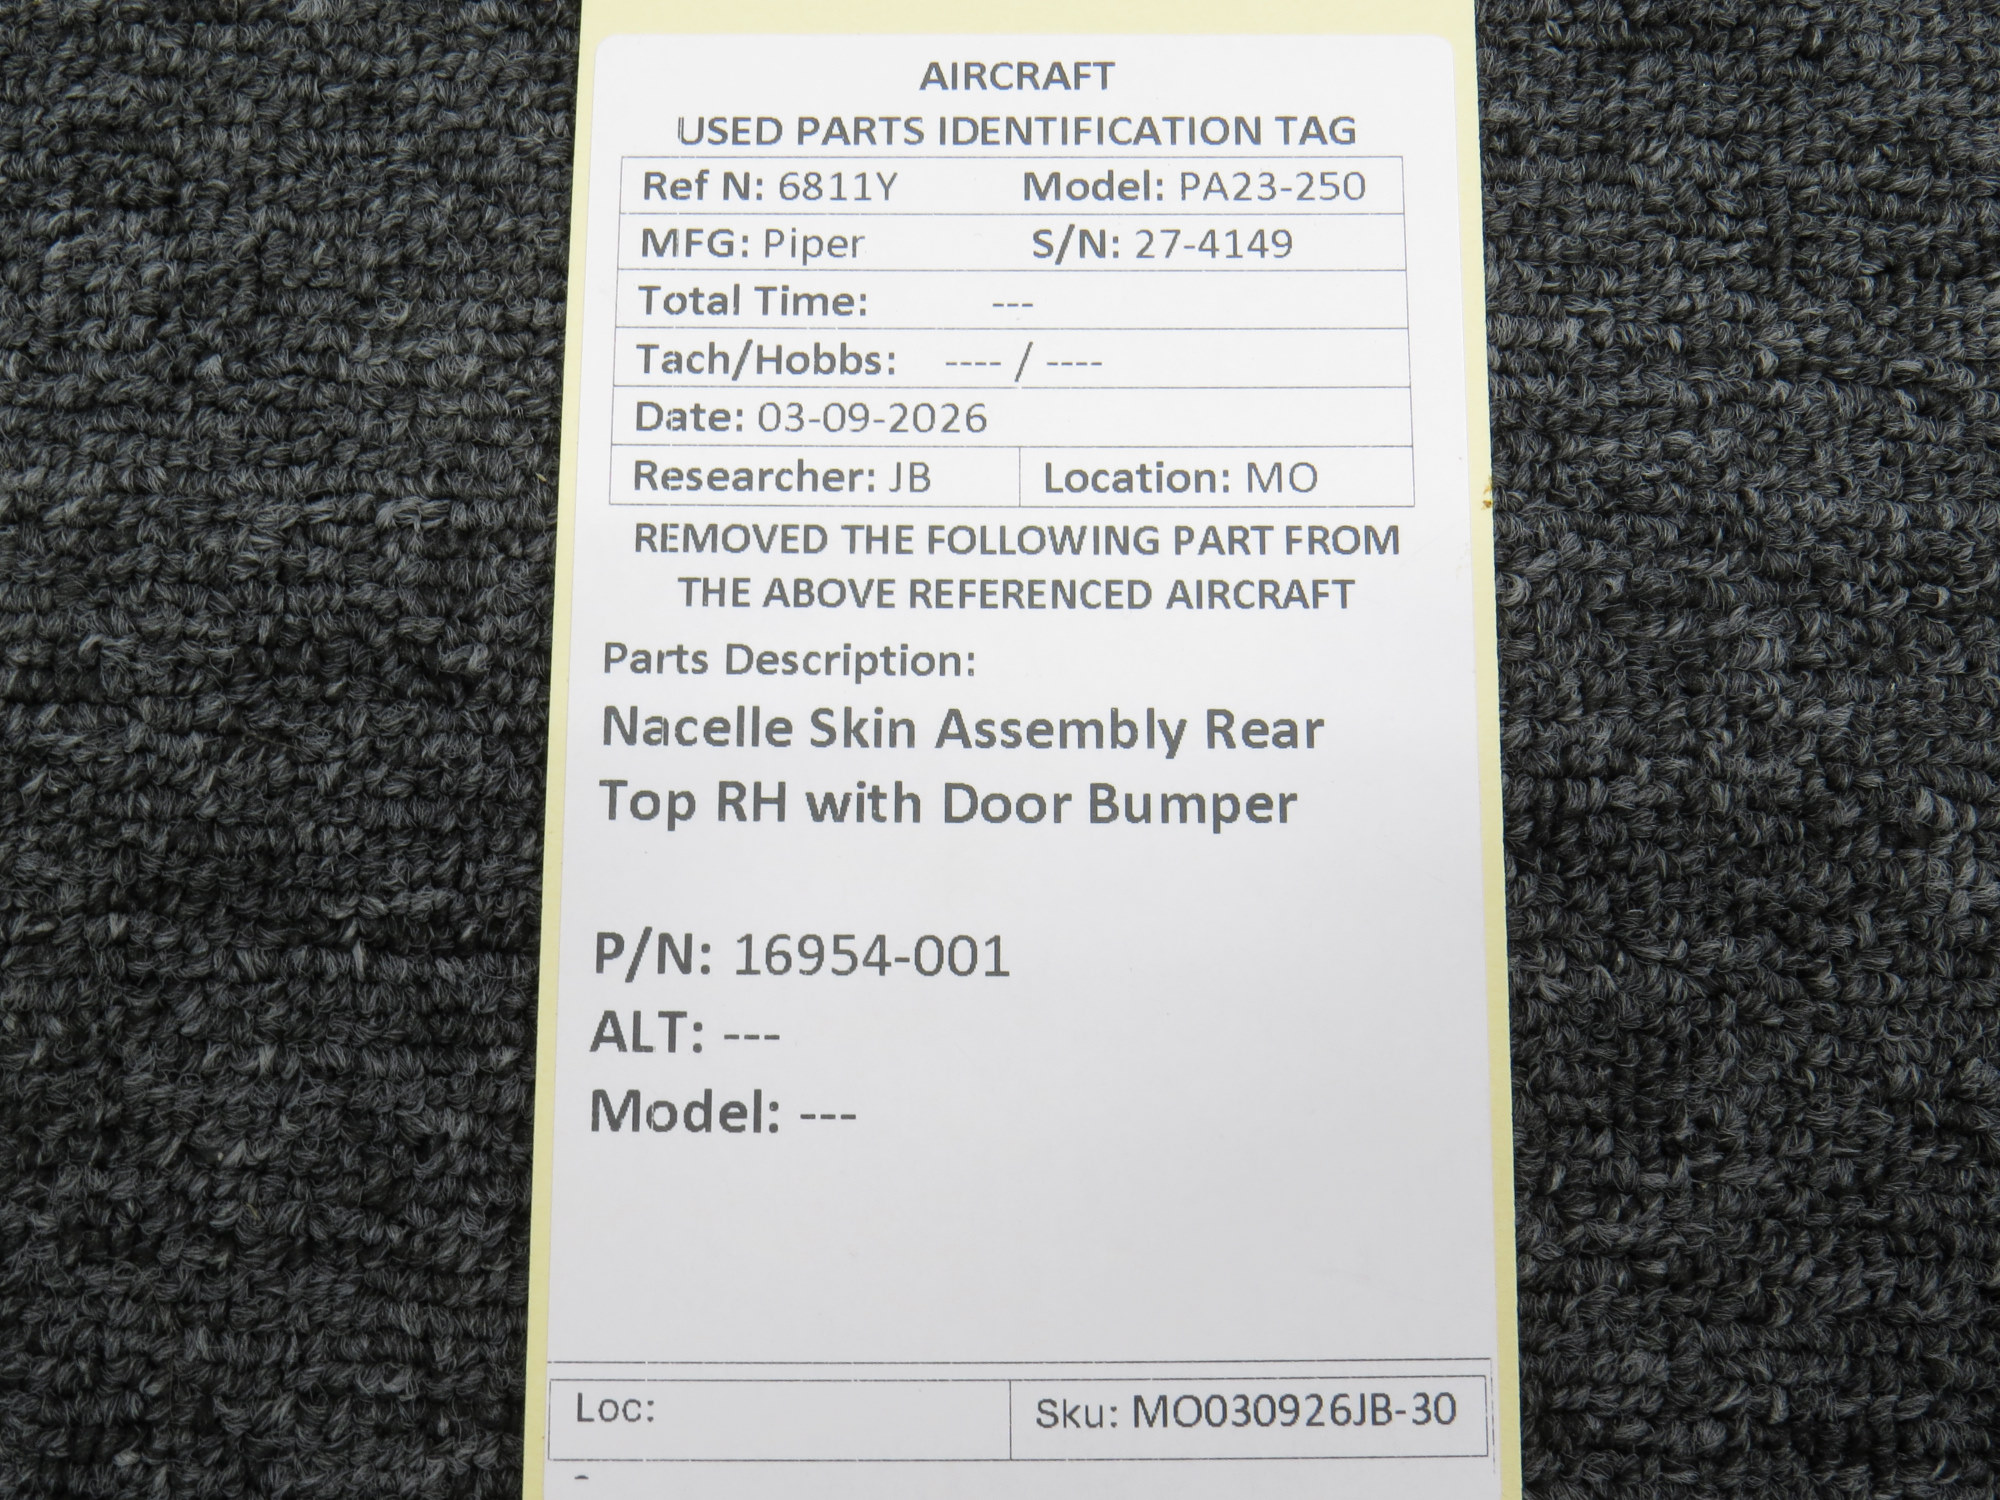 AIRCRAFT
USED PARTS IDENTIFICATION TAG
Ref N: 6811Y Model: PA23-250
MFG: Piper S/N: 27-4149
Total Time: ---
Tach/Hobbs: ---- / ----
Date: 03-09-2026
Researcher: JB Location: MO
REMOVED THE FOLLOWING PART FROM
THE ABOVE REFERENCED AIRCRAFT
Parts Description:
Nacelle Skin Assembly Rear
Top RH with Door Bumper
P/N: 16954-001
ALT: ---
Model: ---
Loc: Sku: MO030926JB-30